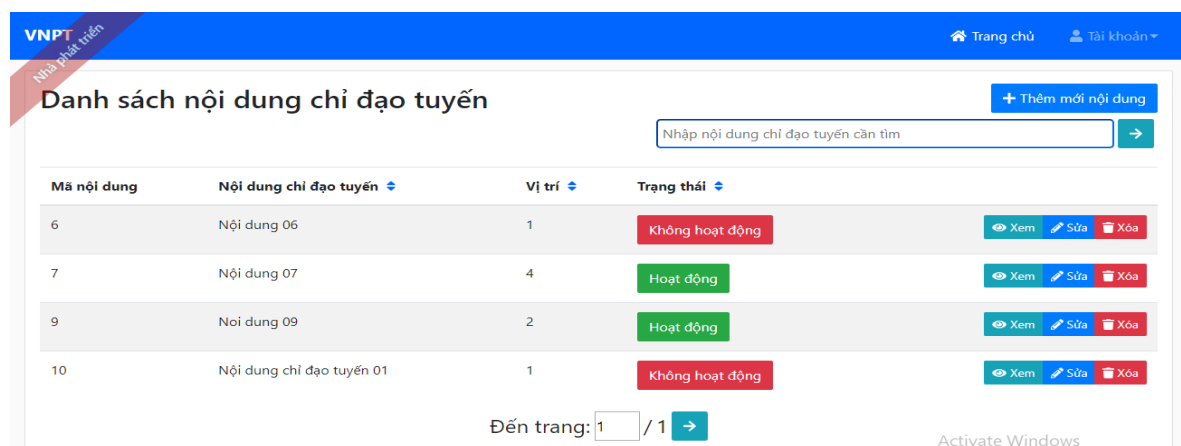 VNPT
Nhà phát triển
Trang chủ
Tài khoản
Danh sách nội dung chỉ đạo tuyến
Thêm mới nội dung
Nhập nội dung chỉ đạo tuyến cần tìm
Mã nội dung Nội dung chỉ đạo tuyến Vị trí Trạng thái
6 Nội dung 06 1 Không hoạt động Xem Sửa Xóa
7 Nội dung 07 4 Hoạt động Xem Sửa Xóa
9 Noi dung 09 2 Hoạt động Xem Sửa Xóa
10 Nội dung chỉ đạo tuyến 01 1 Không hoạt động Xem Sửa Xóa
Đến trang: 1 / 1
Activate Windows